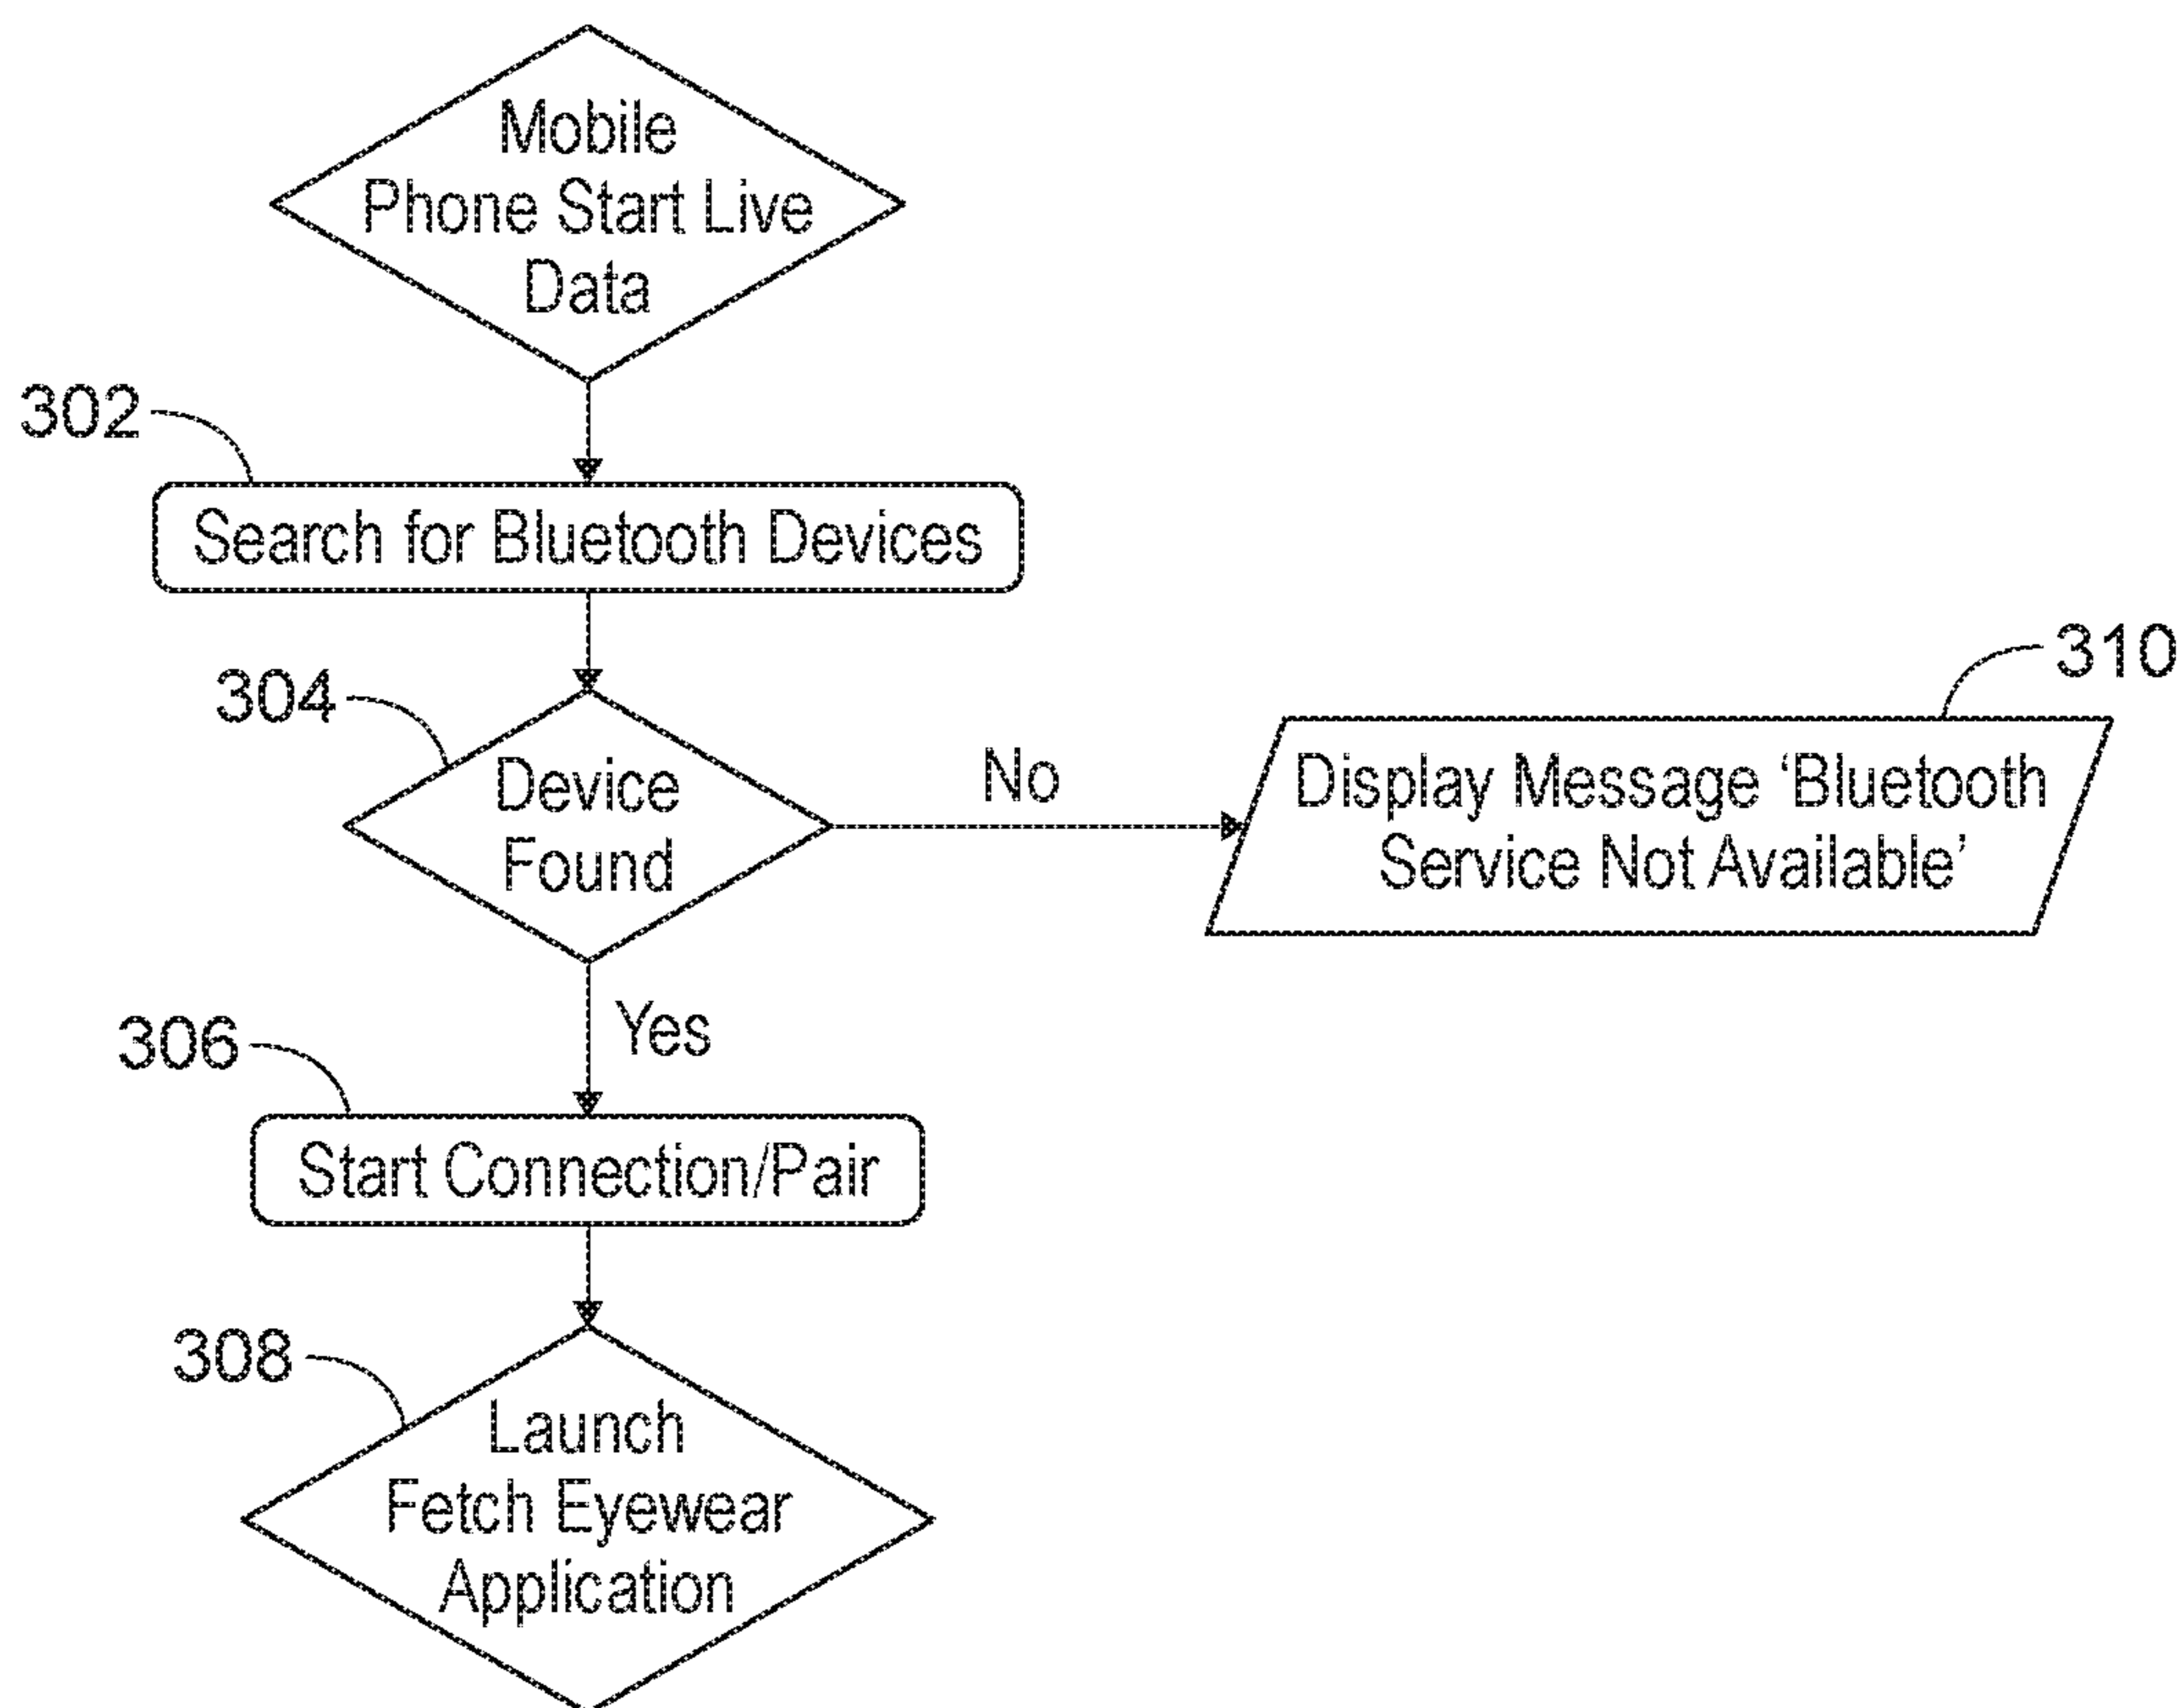 Mobile
Phone Start Live
Data
302
Search for Bluetooth Devices
304
Device
Found
No
310
Display Message ‘Bluetooth
Service Not Available’
Yes
306
Start Connection/Pair
308
Launch
Fetch Eyewear
Application